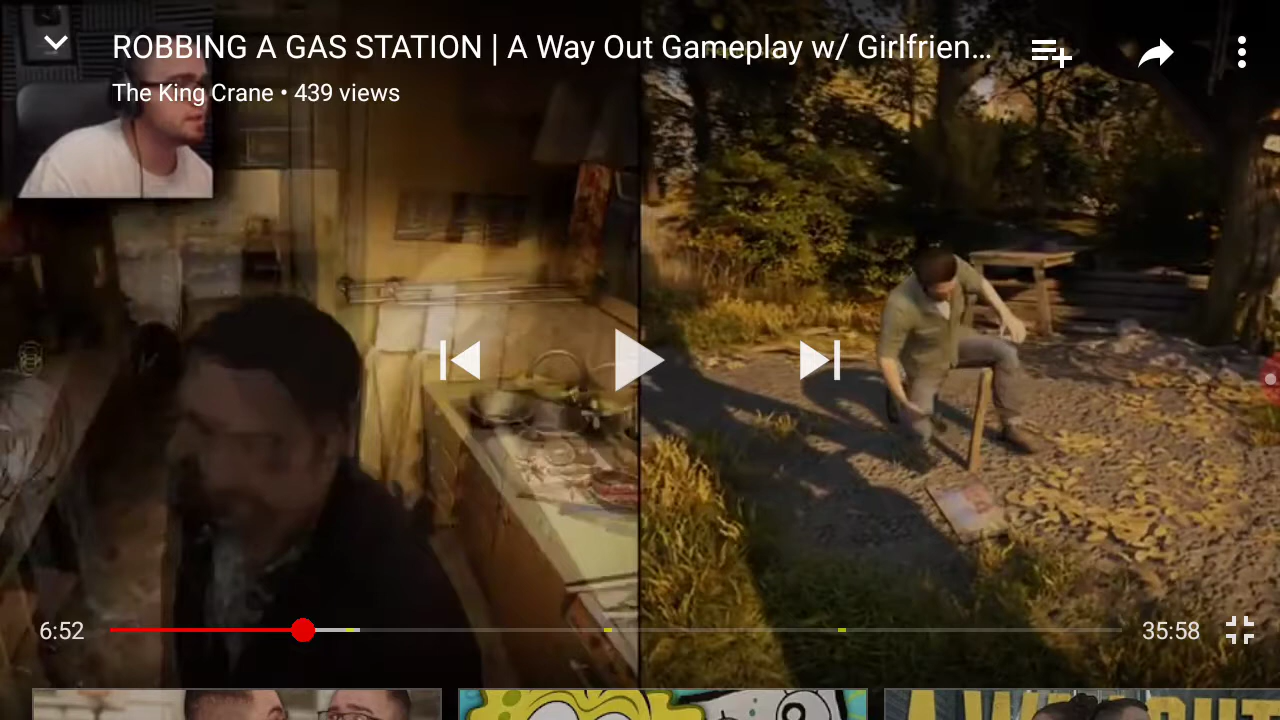 ROBBING A GAS STATION | A Way Out Gameplay w/ Girlfrien...
The King Crane • 439 views
6:52
35:58